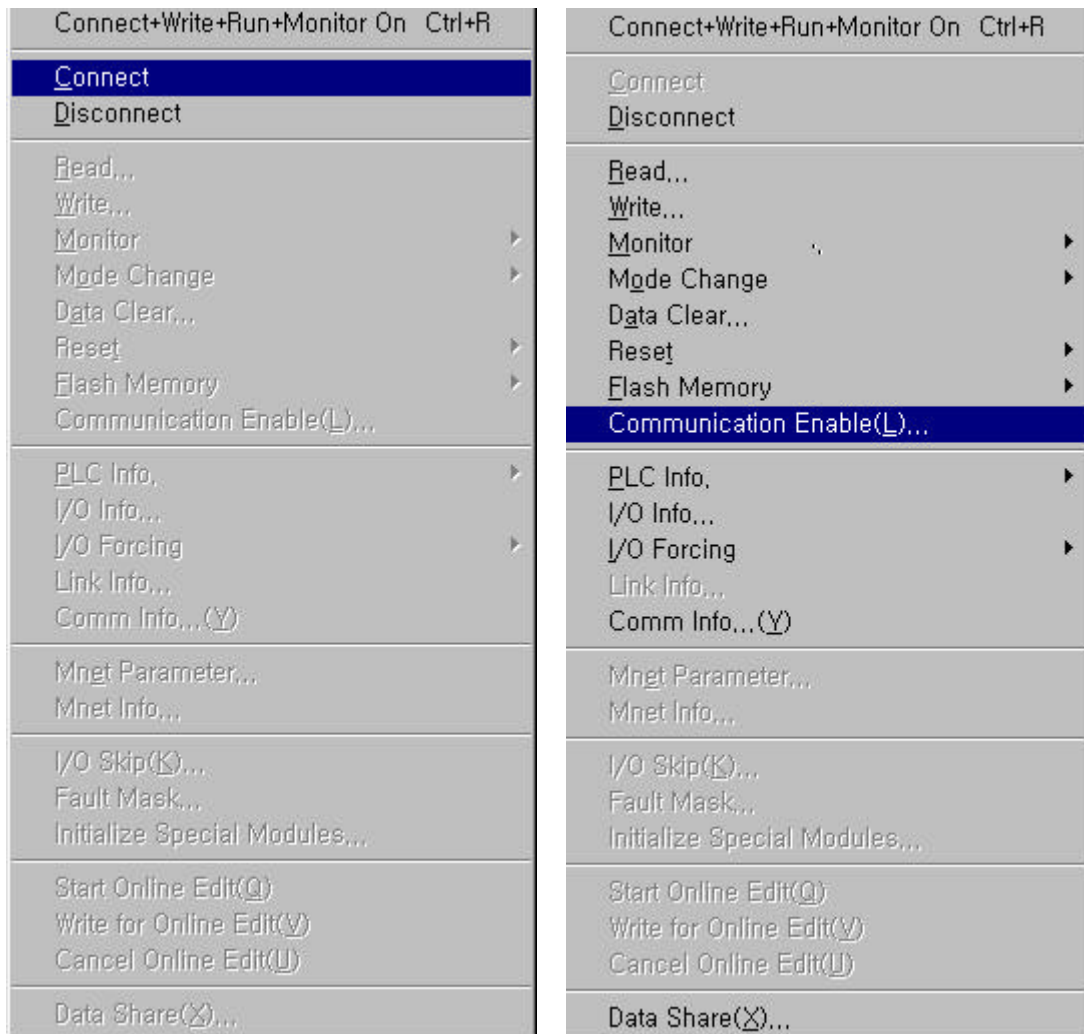 Connect+Write+Run+Monitor On Ctrl+R
Connect
Disconnect
Read...
Write...
Monitor
Mode Change
Data Clear...
Reset
Flash Memory
Communication Enable(L)...
PLC Info.
I/O Info...
I/O Forcing
Link Info...
Comm Info...(Y)
Mnet Parameter...
Mnet Info...
I/O Skip(K)...
Fault Mask...
Initialize Special Modules...
Start Online Edit(Q)
Write for Online Edit(V)
Cancel Online Edit(U)
Data Share(X)...
Connect+Write+Run+Monitor On Ctrl+R
Connect
Disconnect
Read...
Write...
Monitor
Mode Change
Data Clear...
Reset
Flash Memory
Communication Enable(L)...
PLC Info.
I/O Info...
I/O Forcing
Link Info...
Comm Info...(Y)
Mnet Parameter...
Mnet Info...
I/O Skip(K)...
Fault Mask...
Initialize Special Modules...
Start Online Edit(Q)
Write for Online Edit(V)
Cancel Online Edit(U)
Data Share(X)...